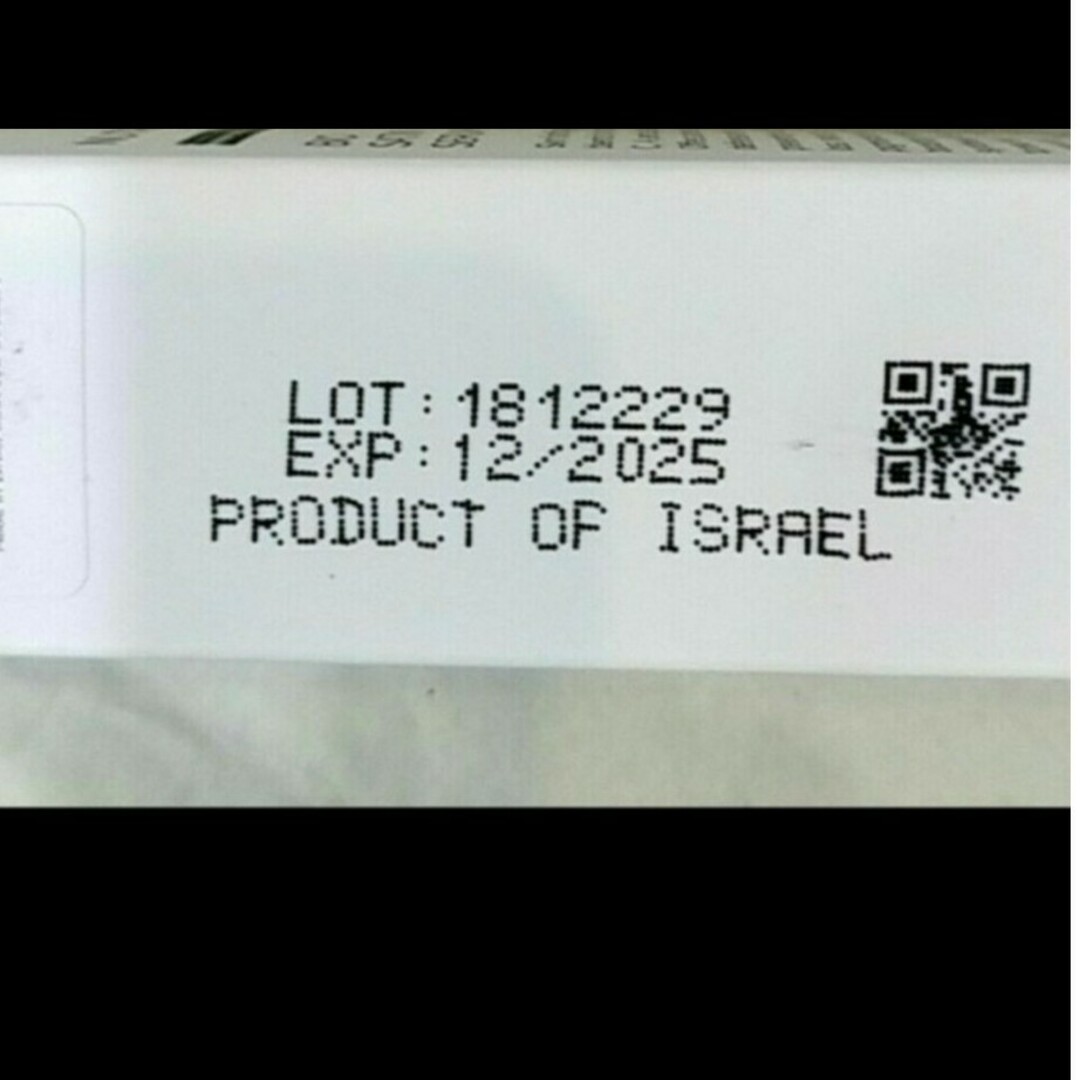 LOT:1812229
EXP:12/2025
PRODUCT OF ISRAEL